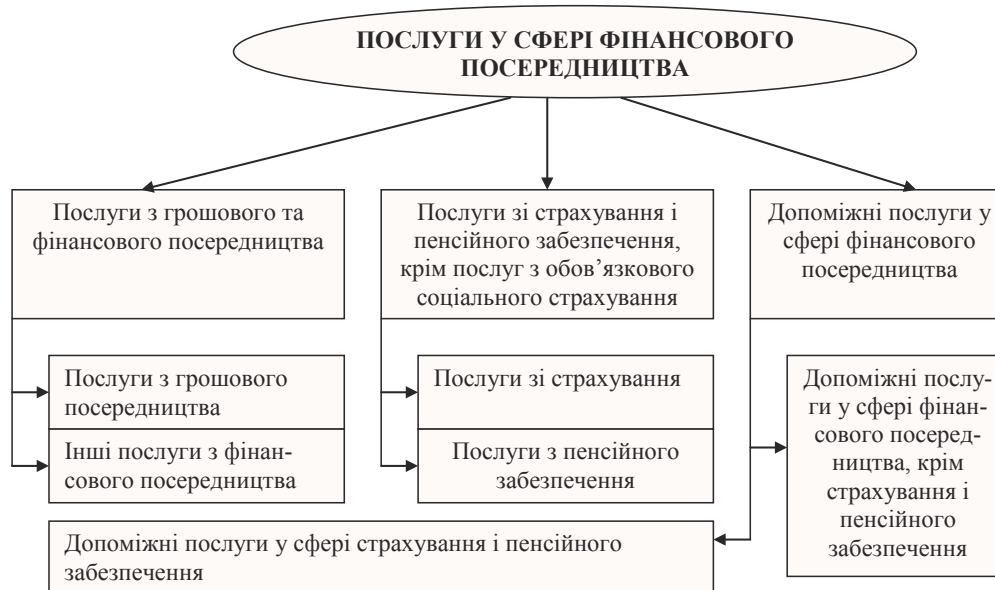 ПОСЛУГИ У СФЕРІ ФІНАНСОВОГО
ПОСЕРЕДНИЦТВА
Послуги з грошового та
фінансового посередництва
Послуги зі страхування і
пенсійного забезпечення,
крім послуг з обов’язкового
соціального страхування
Допоміжні послуги у
сфері фінансового
посередництва
Послуги з грошового
посередництва
Інші послуги з фінан-
сового посередництва
Послуги зі страхування
Послуги з пенсійного
забезпечення
Допоміжні послу-
ги у сфері фінан-
сового посеред-
ництва, крім
страхування і
пенсійного
забезпечення
Допоміжні послуги у сфері страхування і пенсійного
забезпечення